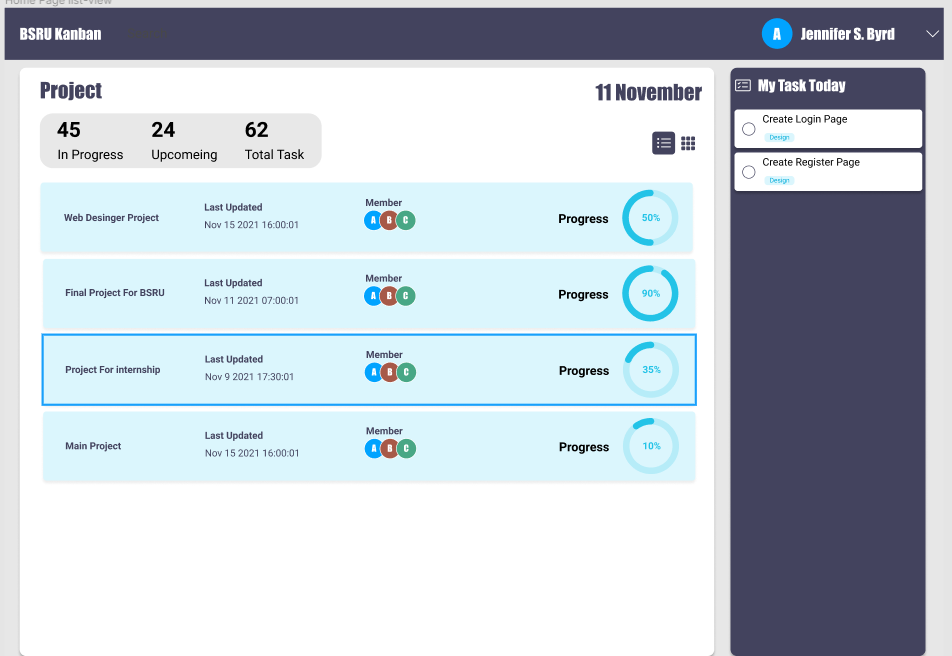 Home Page list-view
BSRU Kanban
A
Jennifer S. Byrd
Project
11 November
45
In Progress
24
Upcomeing
62
Total Task
Web Desinger Project
Last Updated
Nov 15 2021 16:00:01
Member
A B C
Progress
50%
Final Project For BSRU
Last Updated
Nov 11 2021 07:00:01
Member
A B C
Progress
90%
Project For internship
Last Updated
Nov 9 2021 17:30:01
Member
A B C
Progress
35%
Main Project
Last Updated
Nov 15 2021 16:00:01
Member
A B C
Progress
10%
My Task Today
Create Login Page
Design
Create Register Page
Design